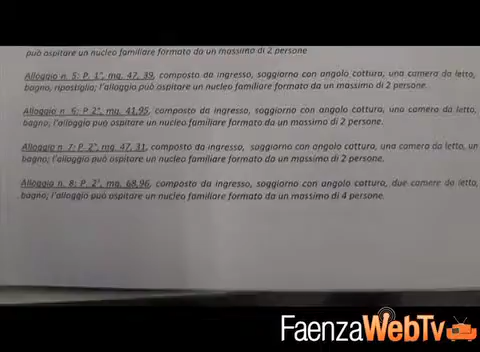 può ospitare un nucleo familiare formato da un massimo di 2 persone
Alloggio n. 5: P. 1°, mq. 47, 39, composto da ingresso, soggiorno con angolo cottura, una camera da letto,
bagno, ripostiglio; l'alloggio può ospitare un nucleo familiare formato da un massimo di 2 persone.
Alloggio n. 6: P 2°, mq. 41,95, composto da ingresso, soggiorno con angolo cottura, una camera da letto,
bagno; l'alloggio può ospitare un nucleo familiare formato da un massimo di 2 persone.
Alloggio n. 7: P. 2°, mq. 47, 31, composto da ingresso, soggiorno con angolo cottura, una camera da letto, un
bagno; l'alloggio può ospitare un nucleo familiare formato da un massimo di 2 persone.
Alloggio n. 8: P. 2°, mq. 68,96, composto da ingresso, soggiorno con angolo cottura, due camere da letto,
bagno; l'alloggio può ospitare un nucleo familiare formato da un massimo di 4 persone.
FaenzaWebTv